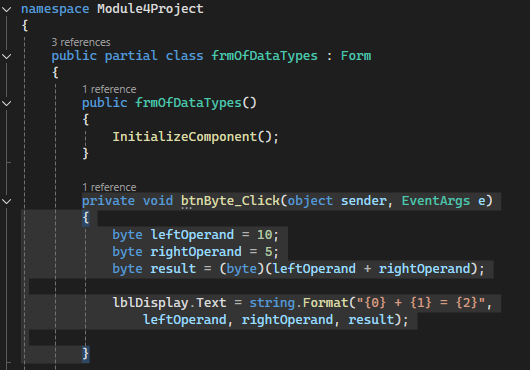 namespace Module4Project
{
3 references
public partial class frmOfDataTypes : Form
{
1 reference
public frmOfDataTypes()
{
InitializeComponent();
}
1 reference
private void btnByte_Click(object sender, EventArgs e)
{
byte leftOperand = 10;
byte rightOperand = 5;
byte result = (byte)(leftOperand + rightOperand);
lblDisplay.Text = string.Format("{0} + {1} = {2}",
leftOperand, rightOperand, result);
}